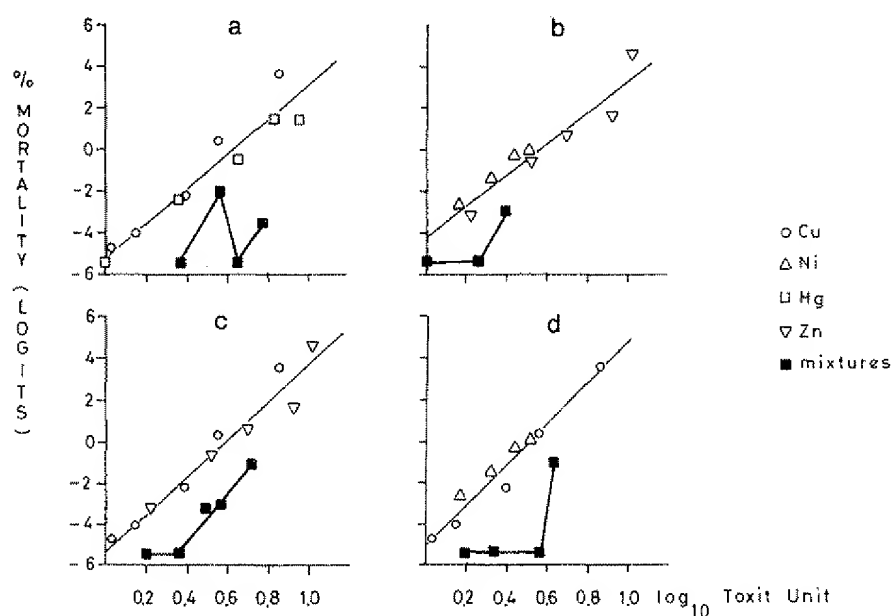 a
b
6
4
2
0
-2
-4
-6
% MORTALITY (LOGITS)
c
d
6
4
2
0
-2
-4
-6
0,2 0,4 0,6 0,8 1,0
0,2 0,4 0,6 0,8 1,0
log10 Toxit Unit
Cu
Ni
Hg
Zn
mixtures